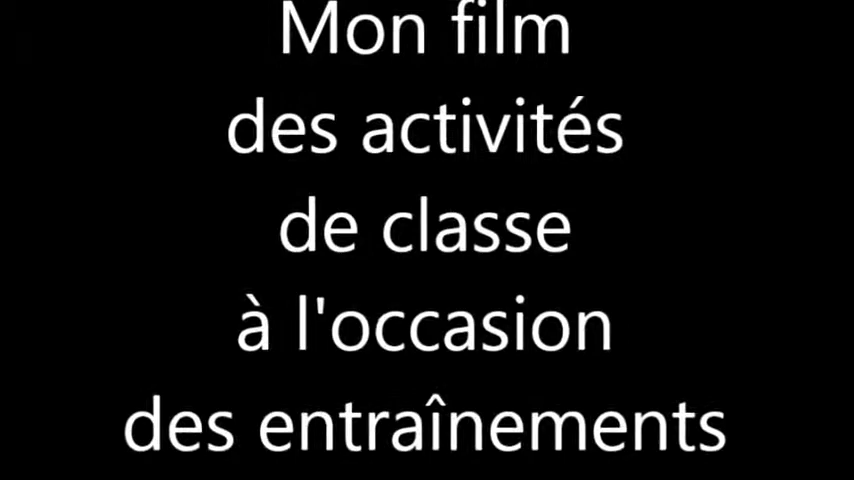 Mon film
des activités
de classe
à l'occasion
des entraînements